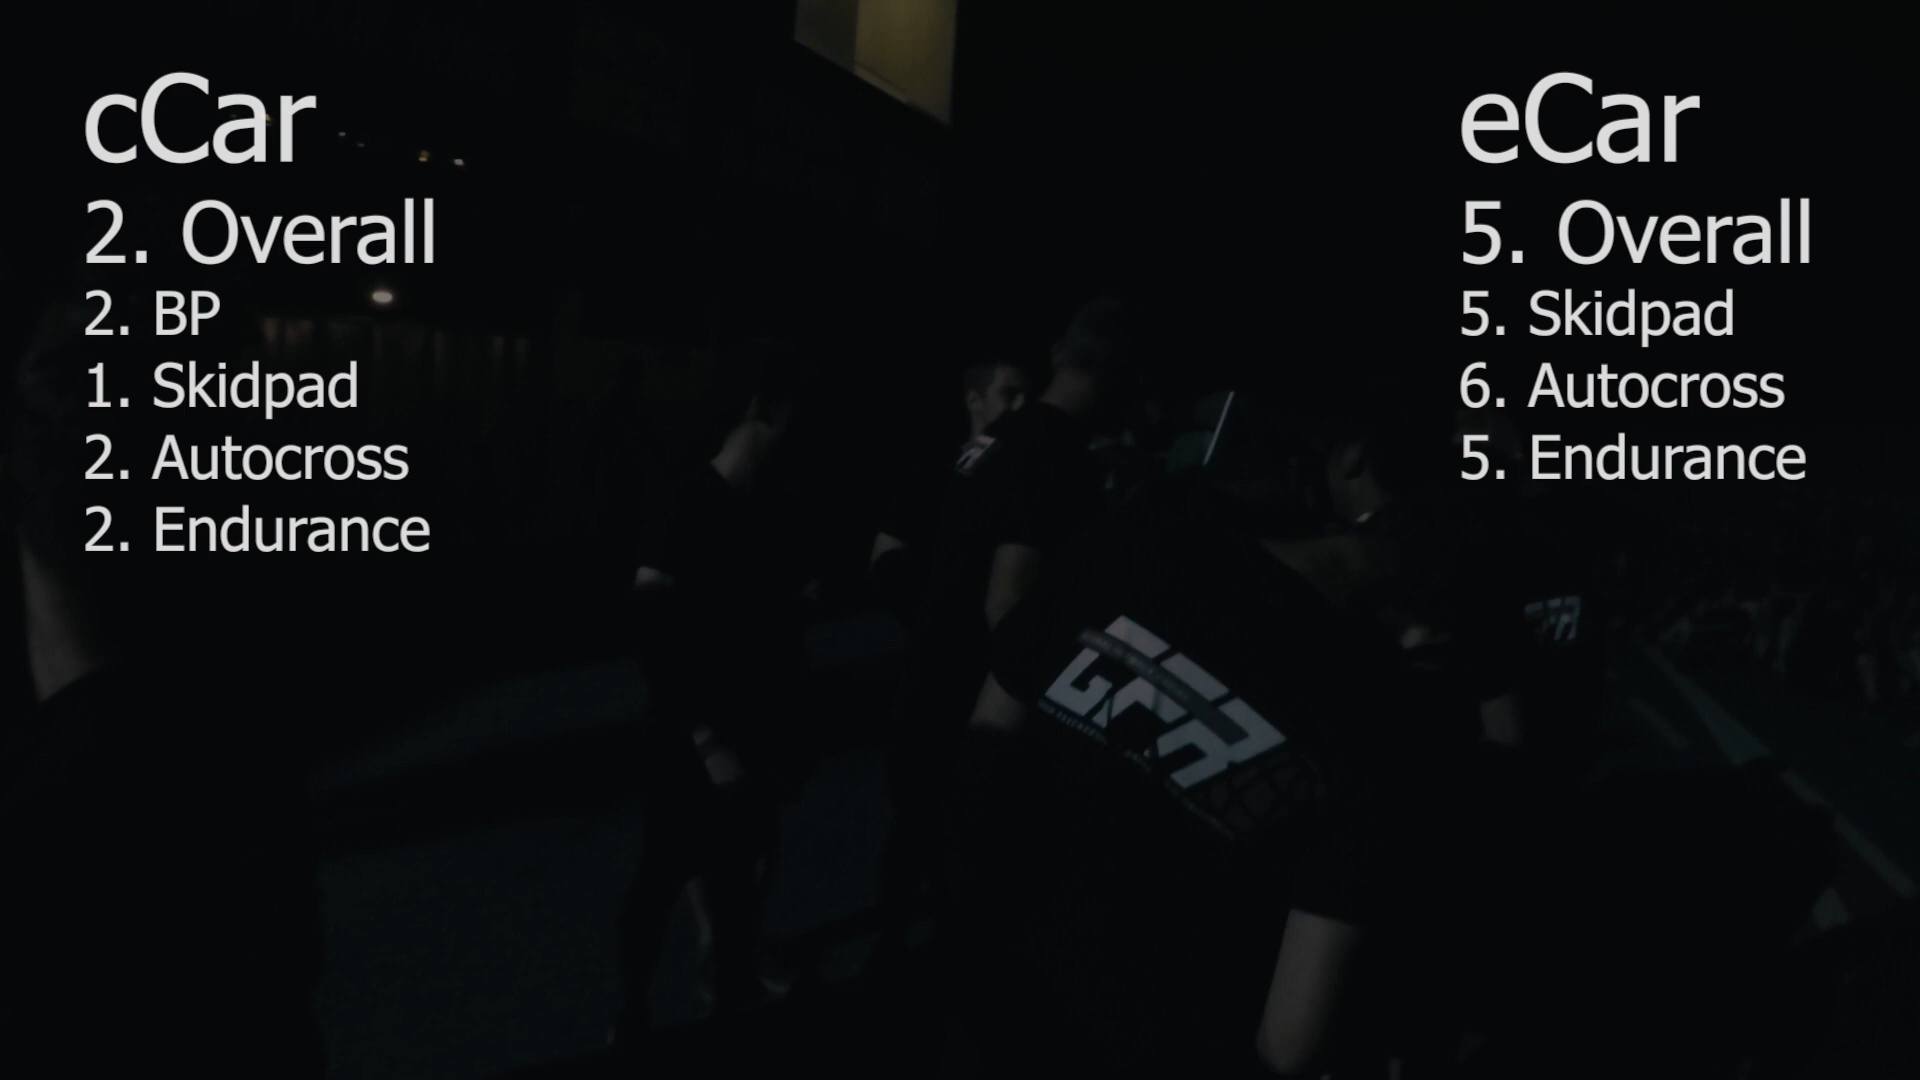 cCar
2. Overall
2. BP
1. Skidpad
2. Autocross
2. Endurance
eCar
5. Overall
5. Skidpad
6. Autocross
5. Endurance
GFR